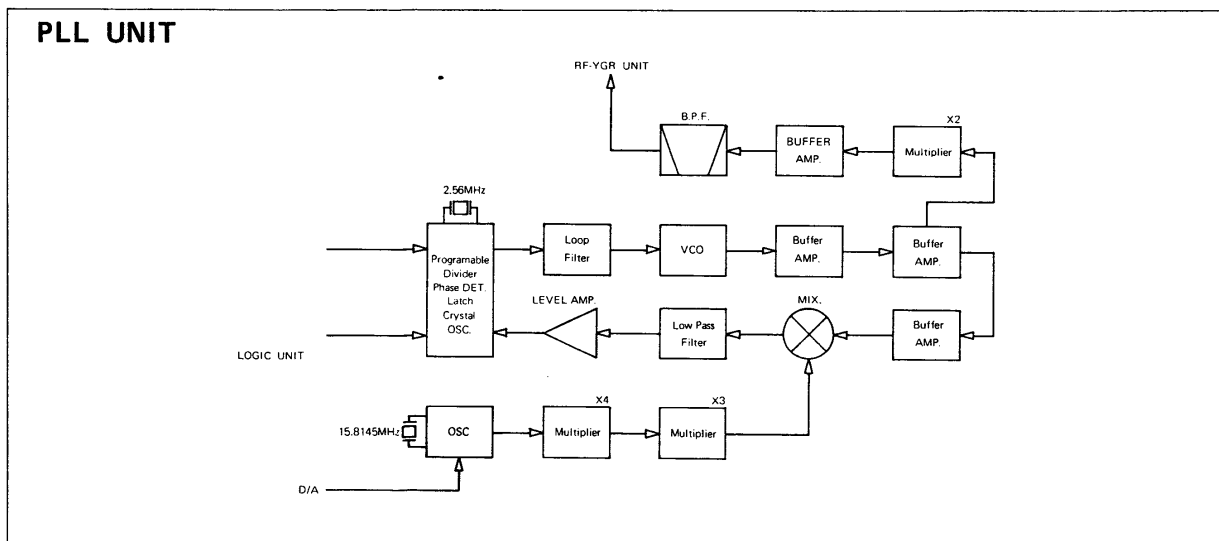 PLL UNIT
RF-YGR UNIT
B.P.F.
X2
BUFFER
AMP.
Multiplier
2.56MHz
Programable
Divider
Phase DET.
Latch
Crystal
OSC.
Loop
Filter
VCO
Buffer
AMP.
Buffer
AMP.
LEVEL AMP.
Low Pass
Filter
MIX.
Buffer
AMP.
LOGIC UNIT
15.8145MHz
OSC
X4
Multiplier
X3
Multiplier
D/A